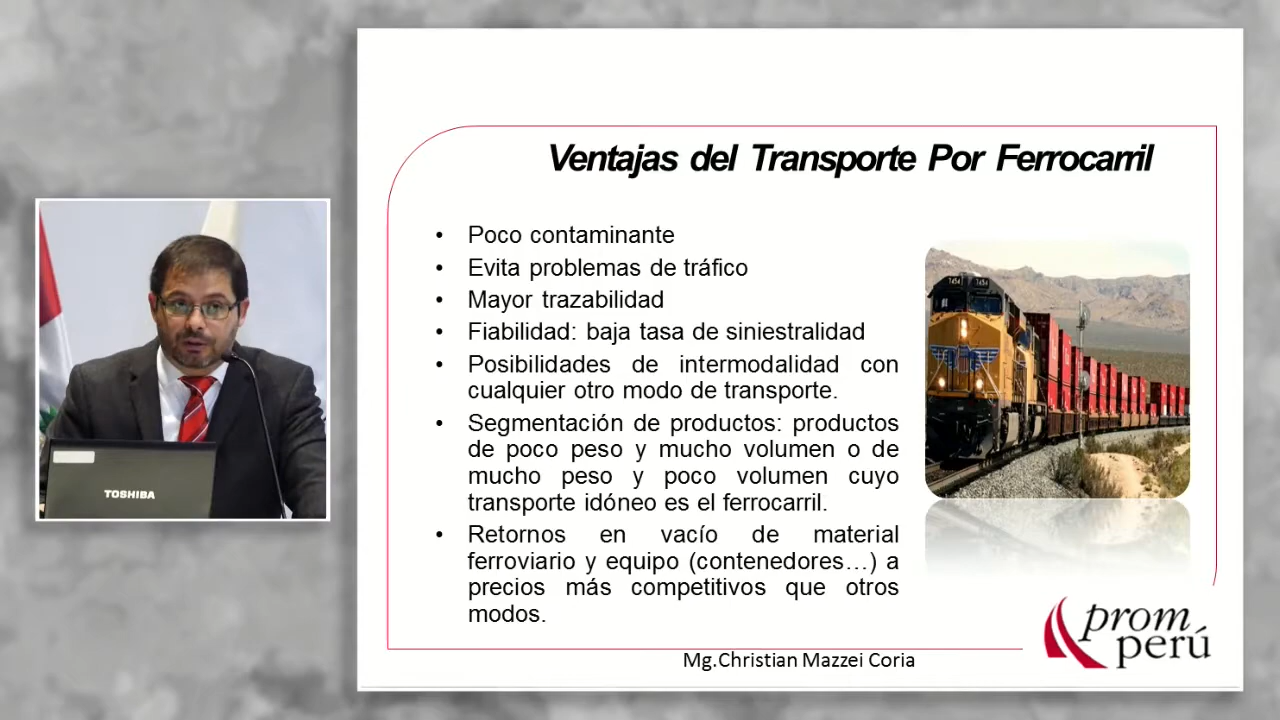 Ventajas del Transporte Por Ferrocarril
• Poco contaminante
• Evita problemas de tráfico
• Mayor trazabilidad
• Fiabilidad: baja tasa de siniestralidad
• Posibilidades de intermodalidad con
cualquier otro modo de transporte.
• Segmentación de productos: productos
de poco peso y mucho volumen o de
mucho peso y poco volumen cuyo
transporte idóneo es el ferrocarril.
• Retornos en vacío de material
ferroviario y equipo (contenedores…) a
precios más competitivos que otros
modos.
Mg.Christian Mazzei Coria
prom
perú
TOSHIBA
7454
7454